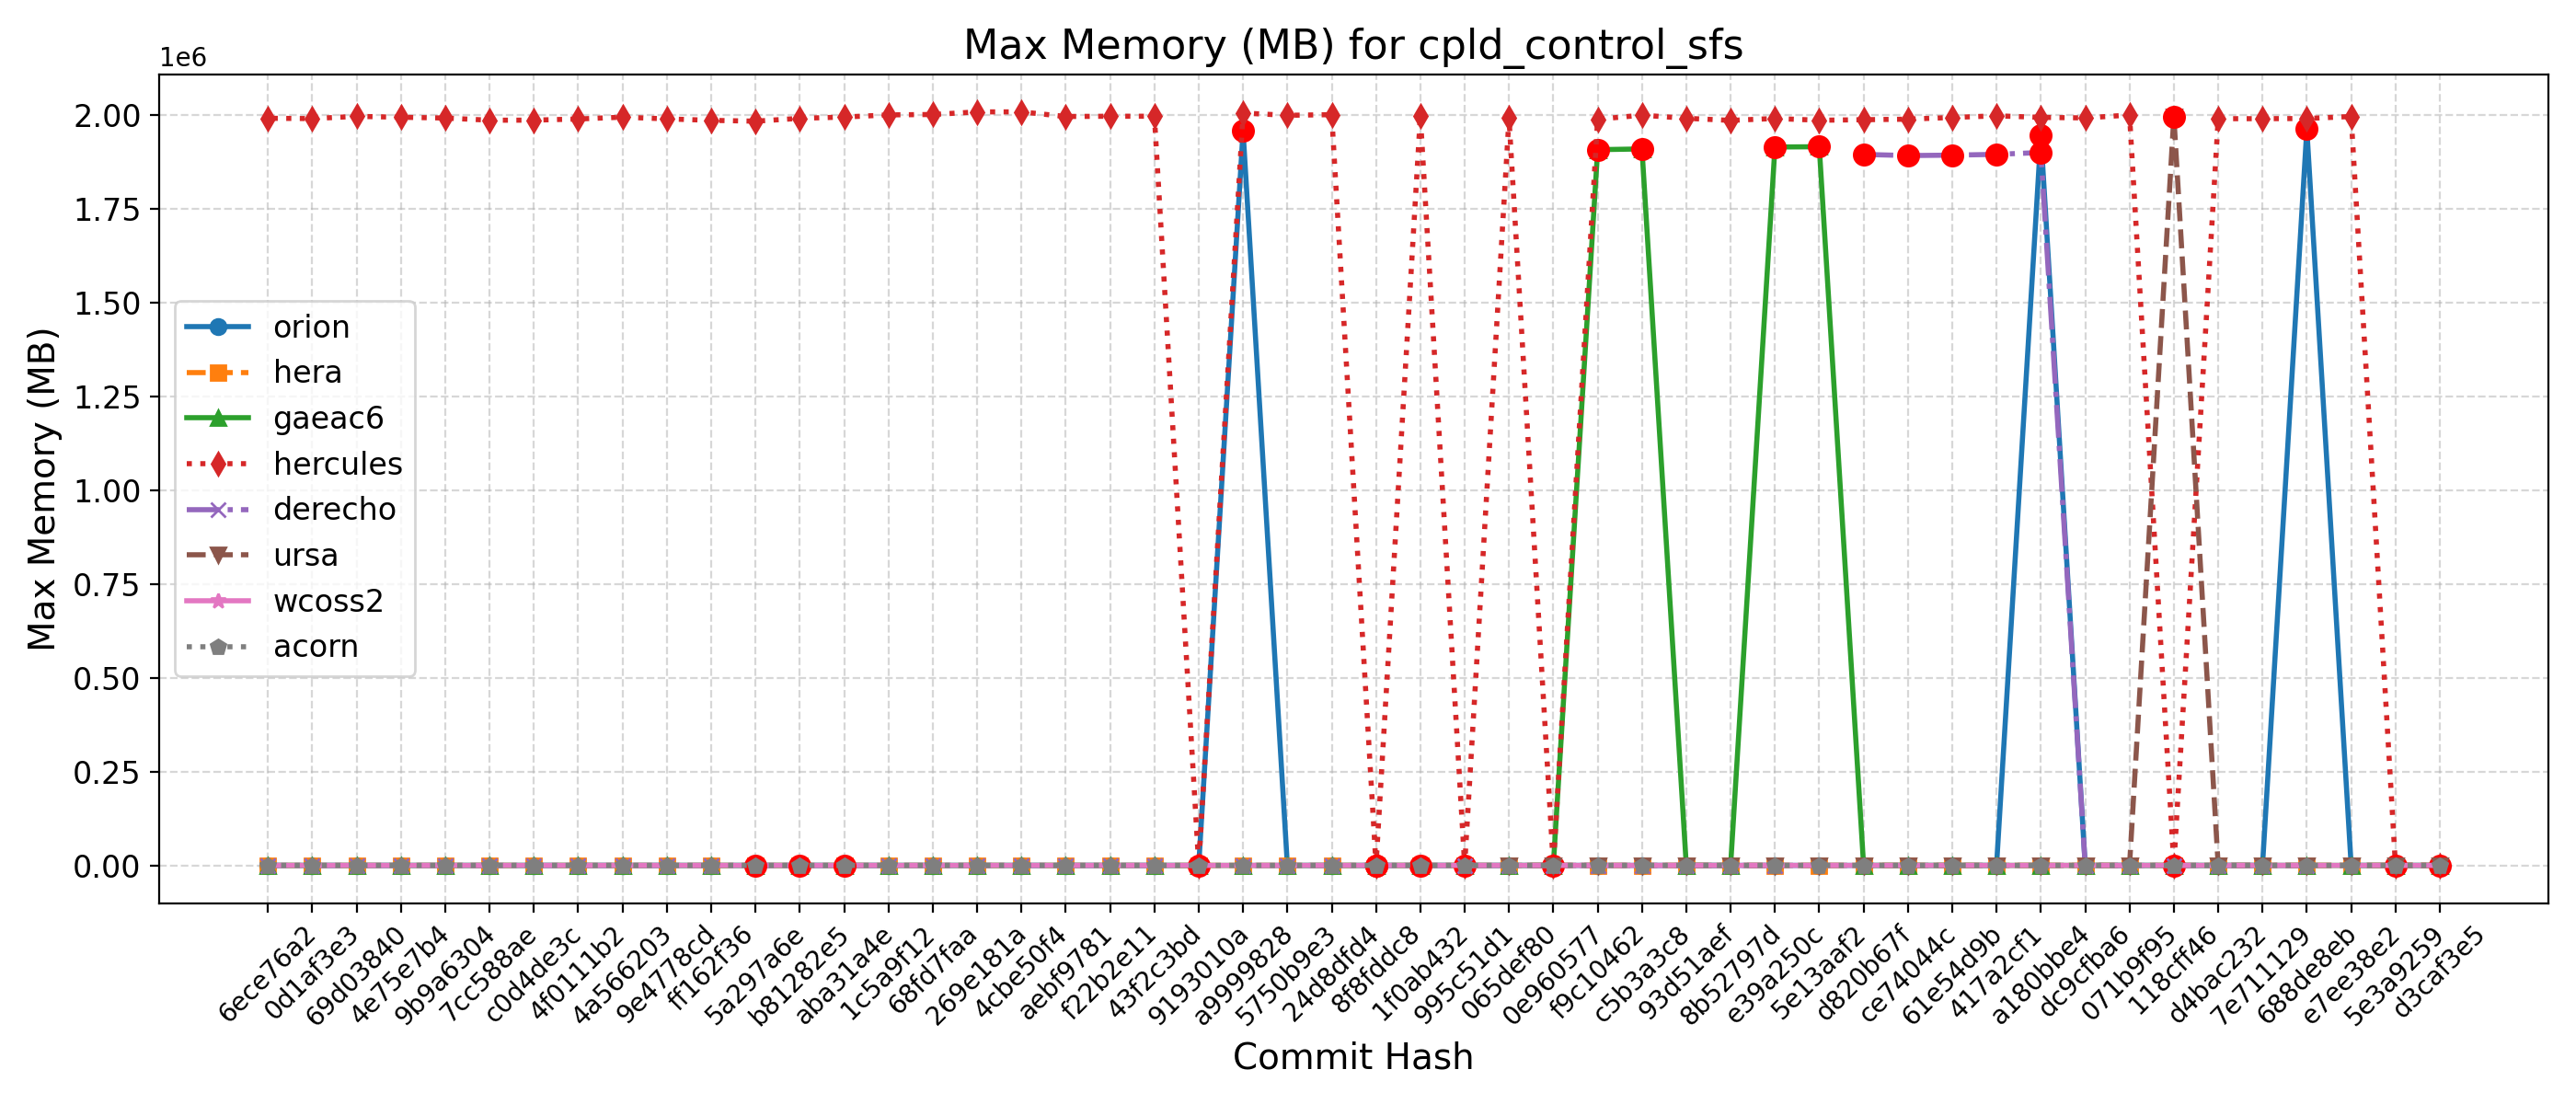 Max Memory (MB) for cpld_control_sfs
1e6
2.00
1.75
1.50
1.25
1.00
0.75
0.50
0.25
0.00
Max Memory (MB)
orion
hera
gaeac6
hercules
derecho
ursa
wcoss2
acorn
6ece76a2
0d1af3e3
69d03840
4e75e7b4
9b9a6304
7cc588ae
c0d4de3c
4f0111b2
4a566203
9e4778cd
ff162f36
5a297a6e
b81282e5
aba31a4e
1c5a9f12
68fd7faa
269e181a
4cbe50f4
aebf9781
f22b2e11
43f2c3bd
9193010a
a9999828
5750b9e3
24d8dfd4
8f8fddc8
1f0ab432
995c51d1
065def80
0e960577
f9c10462
c5b3a3c8
93d51aef
8b52797d
e39a250c
5e13aaf2
d820b67f
ce74044c
61e54d9b
417a2cf1
a180bbe4
dc9cfba6
071b9f95
118cff46
d4bac232
7e711129
688de8eb
e7ee38e2
5e3a9259
d3caf3e5
Commit Hash